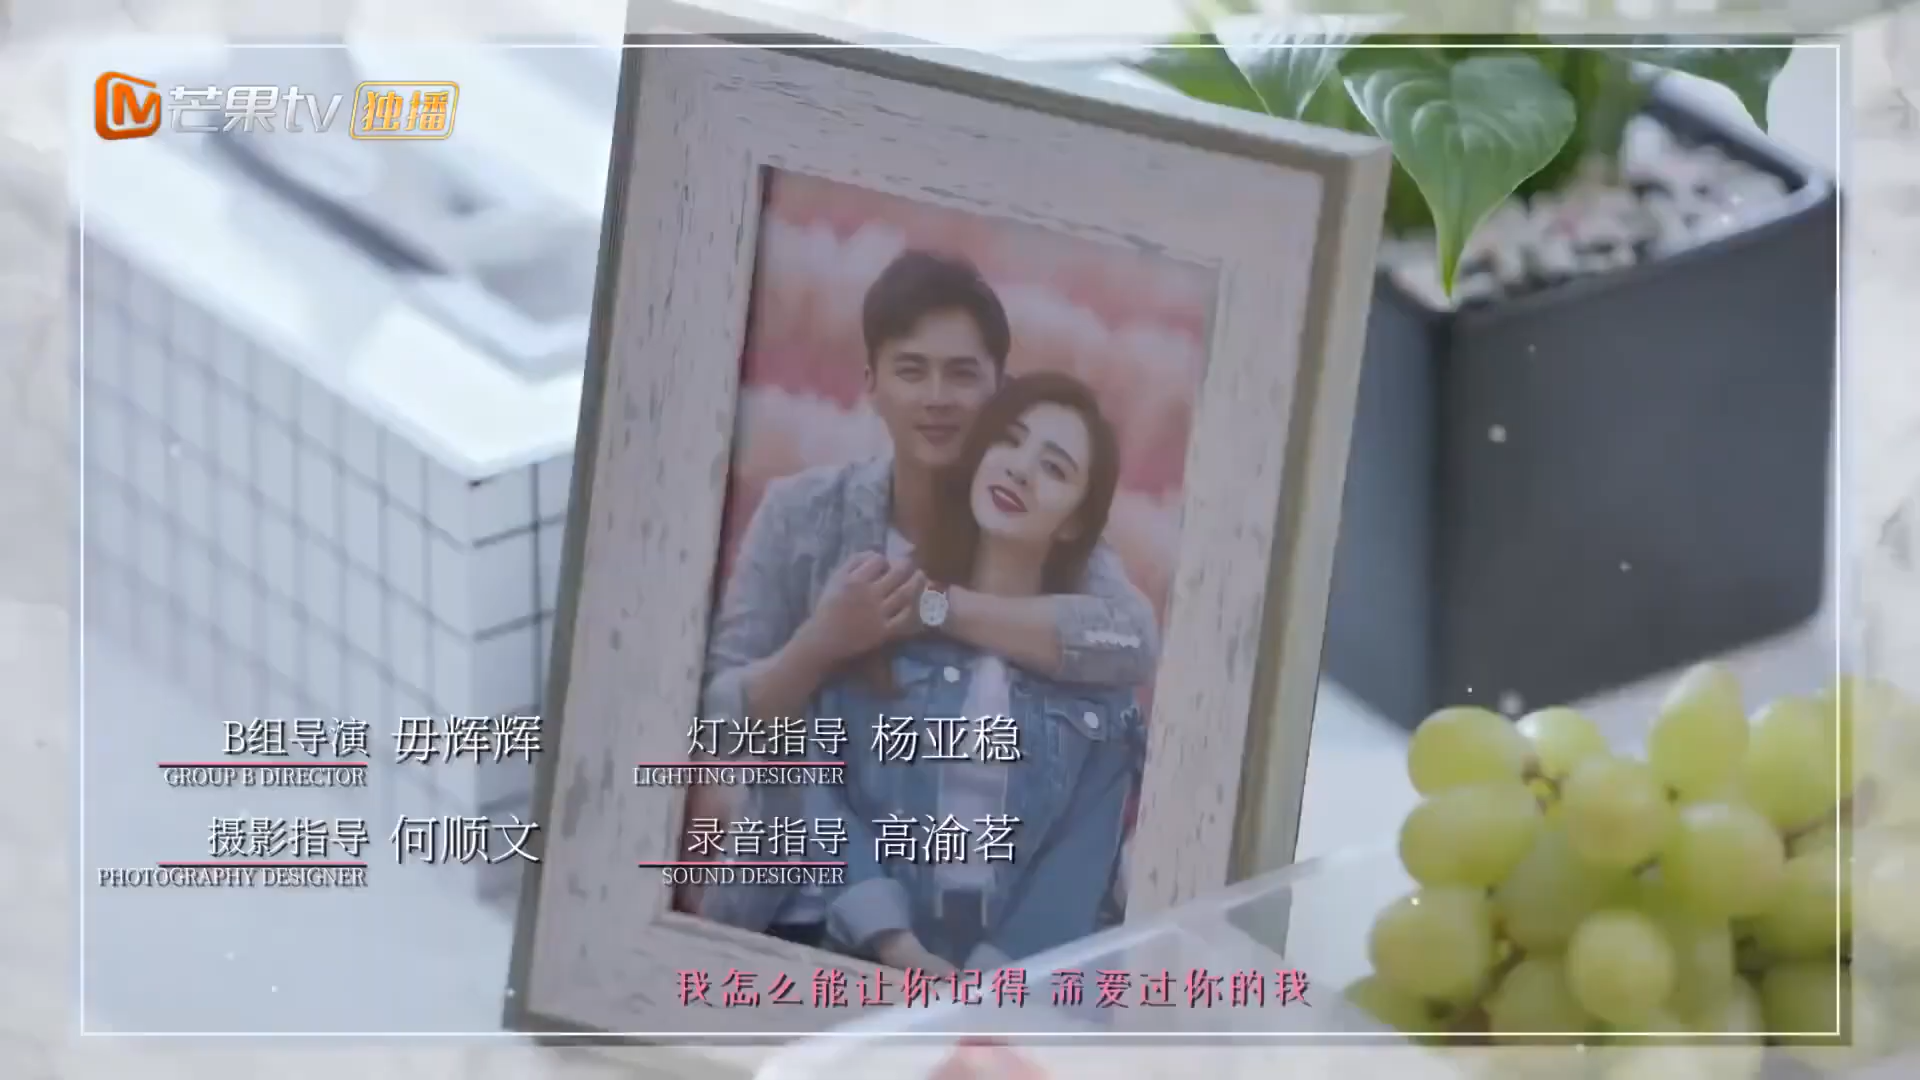 芒果tv 独播
B组导演 毋辉辉
GROUP B DIRECTOR
灯光指导 杨亚稳
LIGHTING DESIGNER
摄影指导 何顺文
PHOTOGRAPHY DESIGNER
录音指导 高渝茗
SOUND DESIGNER
我怎么能让你记得 深爱过你的我